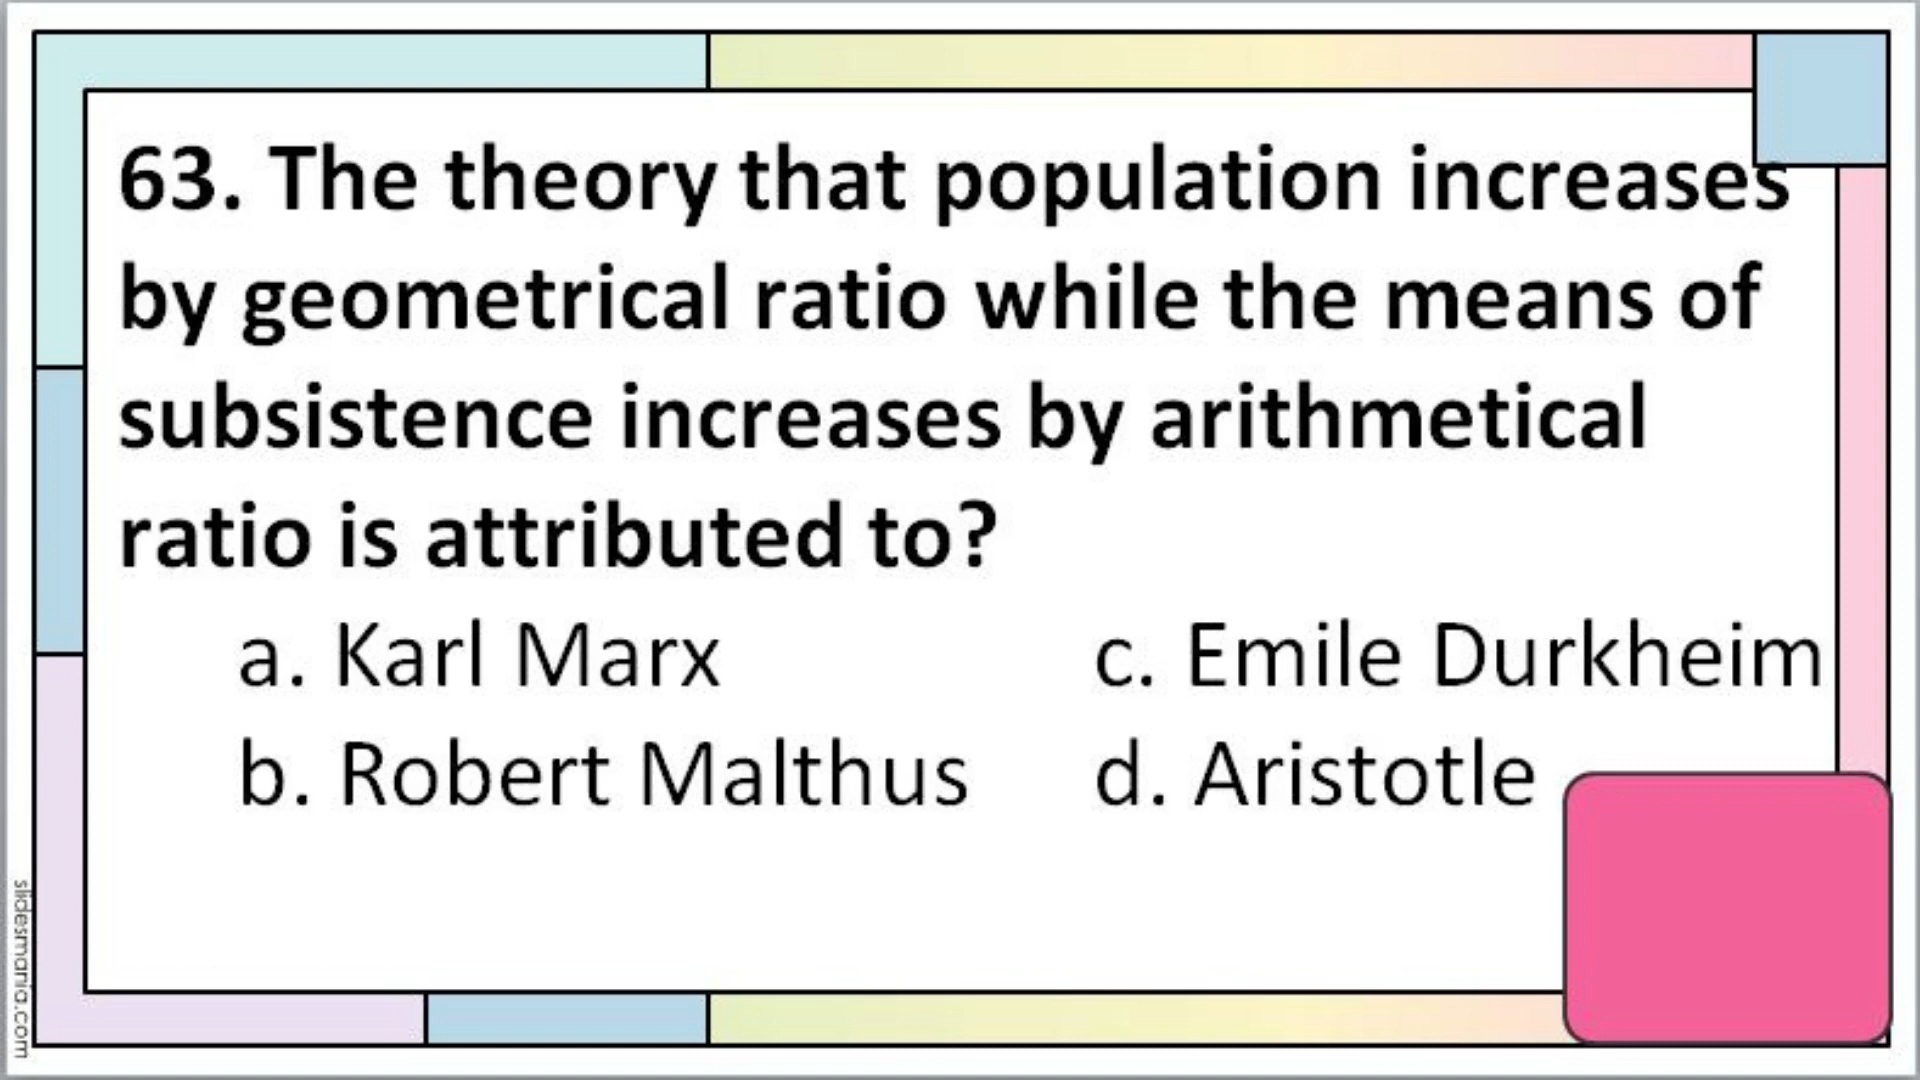 63. The theory that population increases
by geometrical ratio while the means of
subsistence increases by arithmetical
ratio is attributed to?
a. Karl Marx
c. Emile Durkheim
b. Robert Malthus
d. Aristotle
slidesmania.com